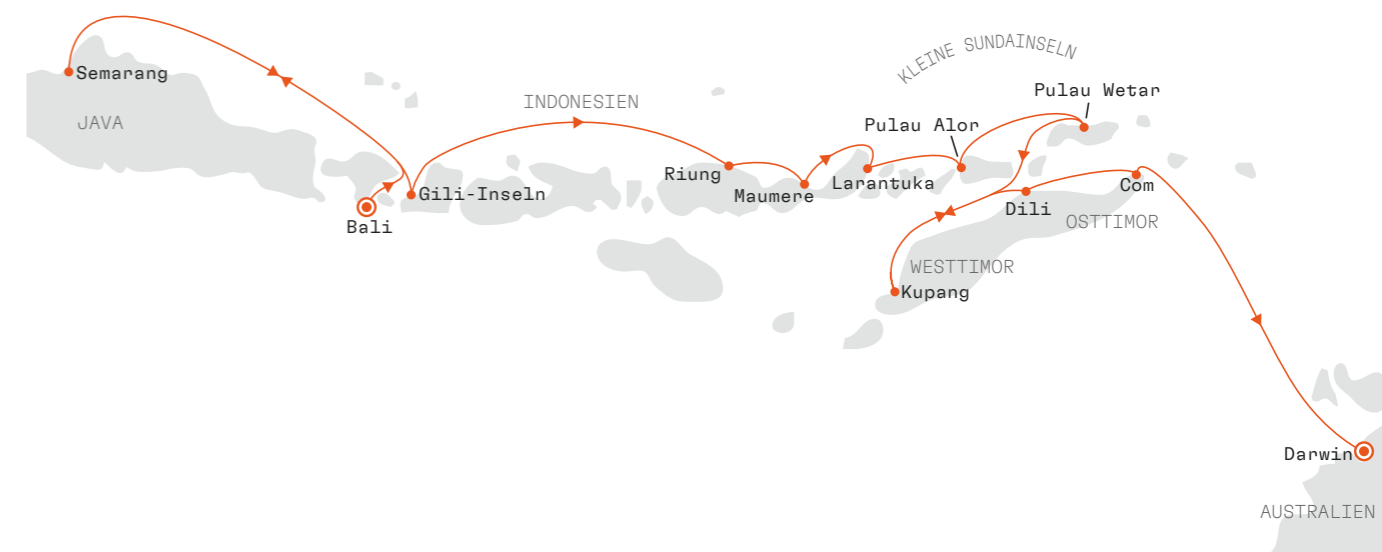 KLEINE SUNDAINSELN
Semarang
JAVA
INDONESIEN
Pulau Wetar
Pulau Alor
Riung
Maumere
Larantuka
Com
Gili-Inseln
Bali
Dili
OSTTIMOR
WESTTIMOR
Kupang
Darwin
AUSTRALIEN